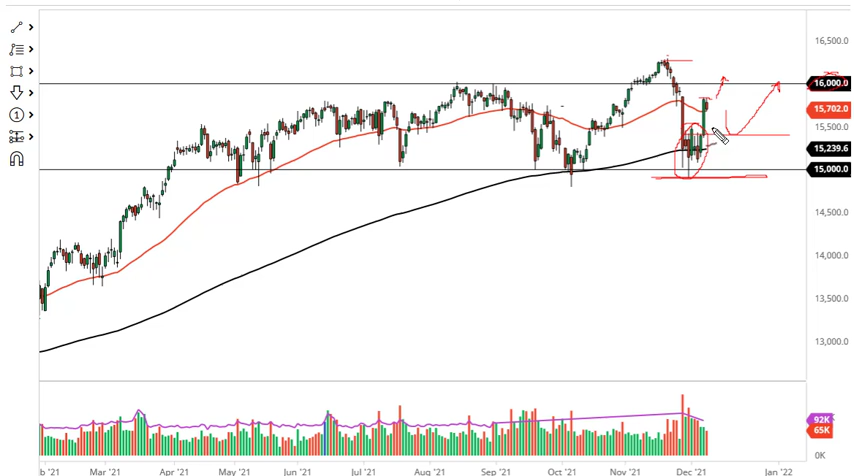 16,500.0
16,000.0
15,702.0
15,500.0
15,239.6
15,000.0
14,500.0
14,000.0
13,500.0
13,000.0
92K
65K
0K
1
b '21 Mar '21 Apr '21 May '21 Jun '21 Jul '21 Aug '21 Sep '21 Oct '21 Nov '21 Dec '21 Jan '22